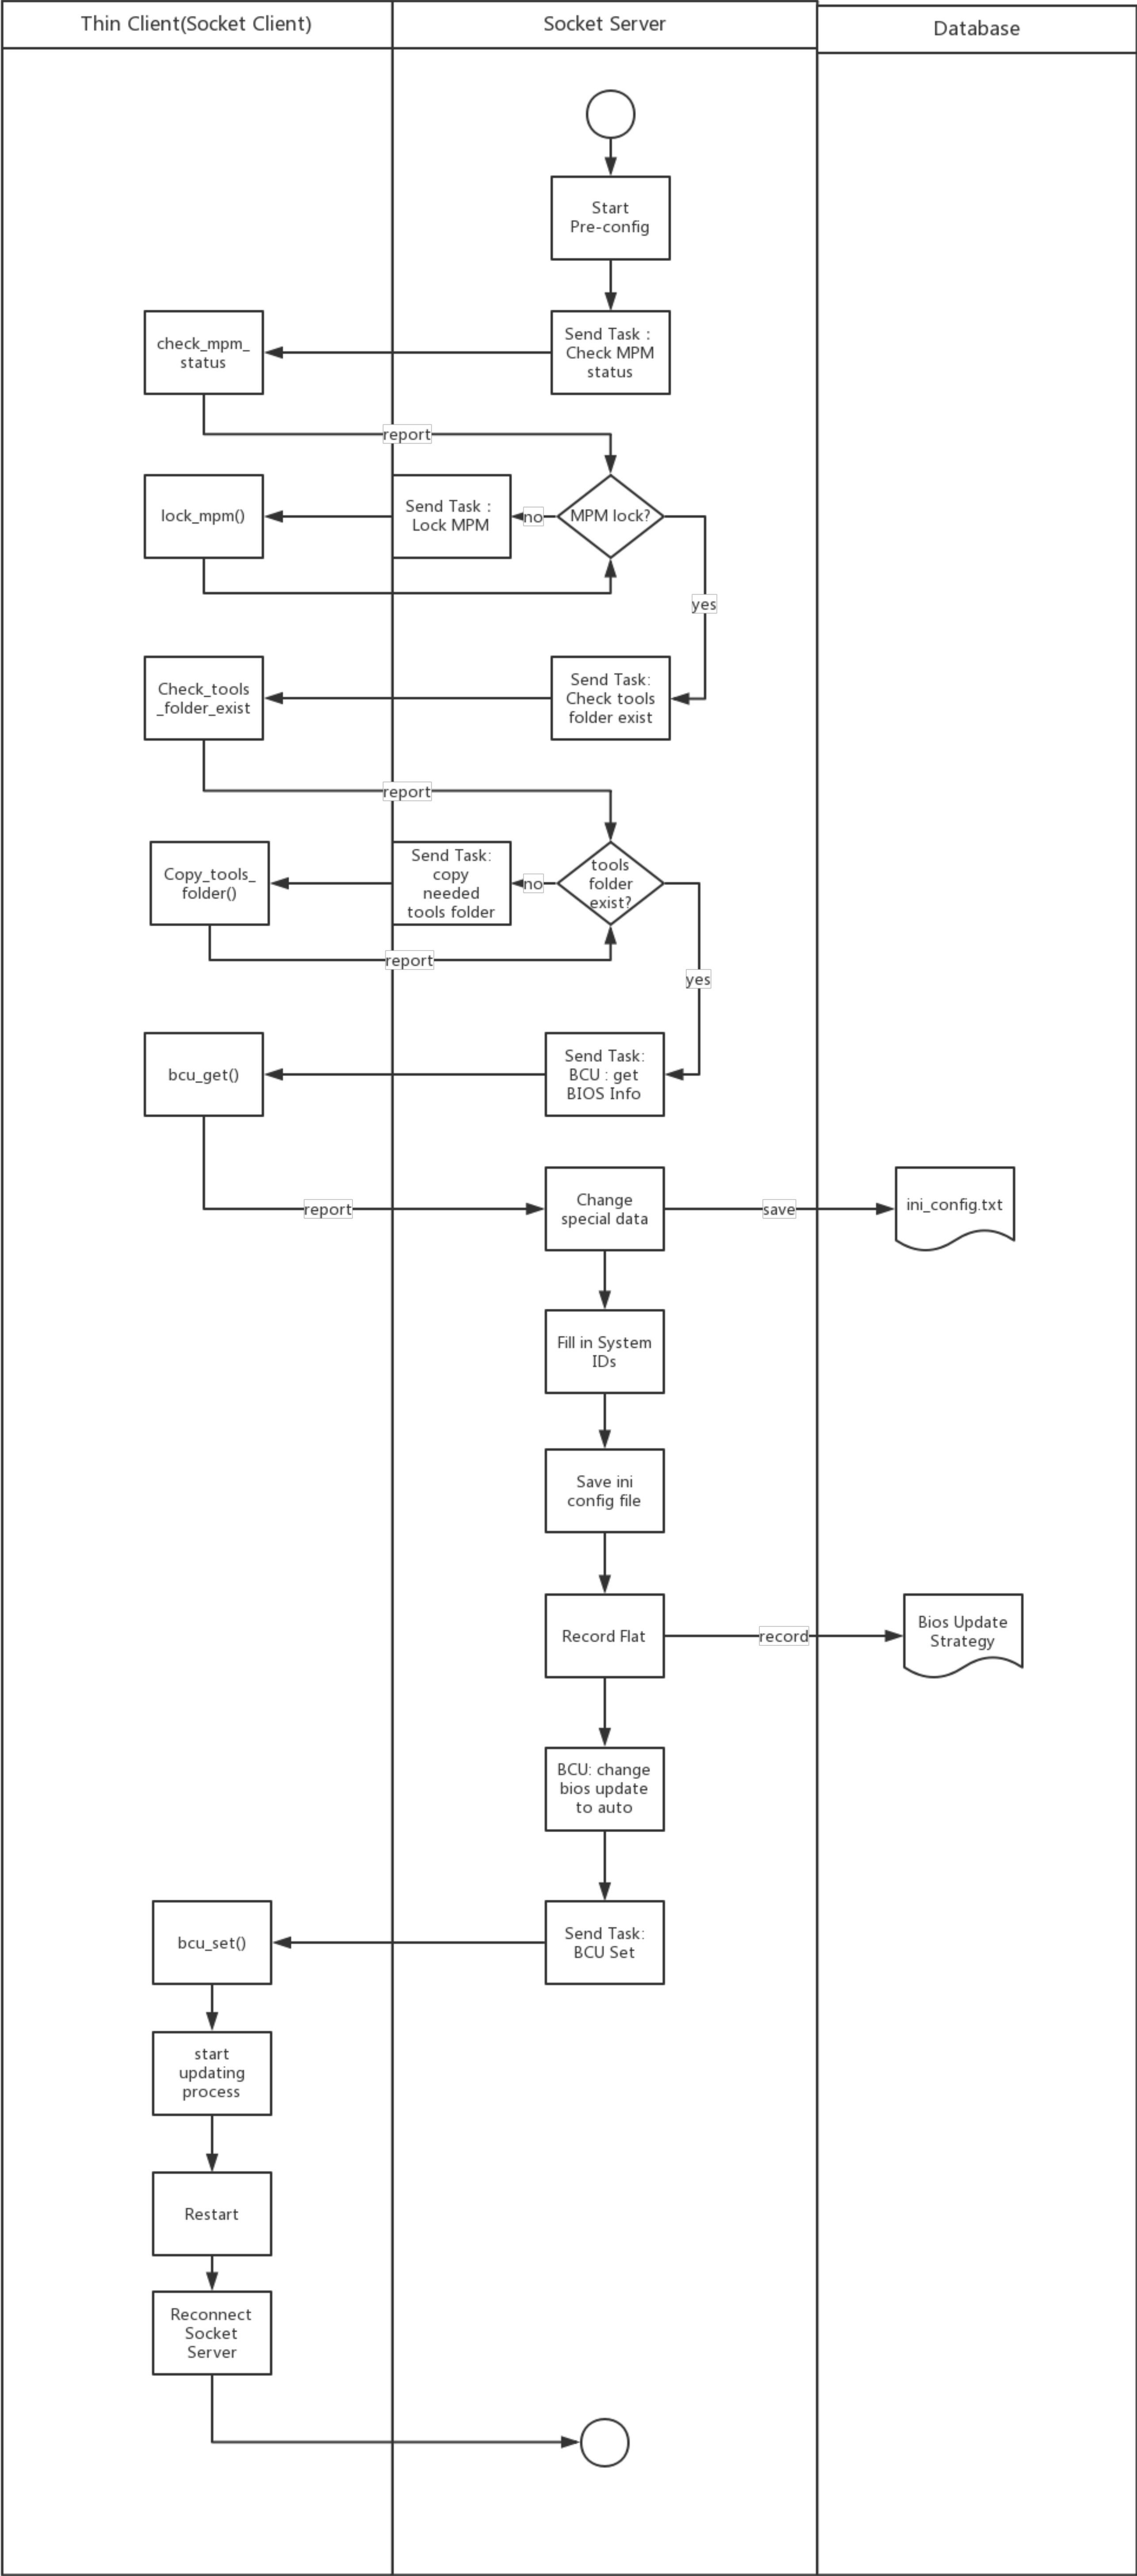 Thin Client(Socket Client)
Socket Server
Database
Start
Pre-config
Send Task：
Check MPM
status
check_mpm_
status
report
MPM lock?
no
Send Task：
Lock MPM
lock_mpm()
yes
Send Task:
Check tools
folder exist
Check_tools
_folder_exist
report
tools
folder
exist?
no
Send Task:
copy
needed
tools folder
Copy_tools_
folder()
report
yes
Send Task:
BCU : get
BIOS Info
bcu_get()
report
Change
special data
save
ini_config.txt
Fill in System
IDs
Save ini
config file
Record Flat
record
Bios Update
Strategy
BCU: change
bios update
to auto
Send Task:
BCU Set
bcu_set()
start
updating
process
Restart
Reconnect
Socket
Server